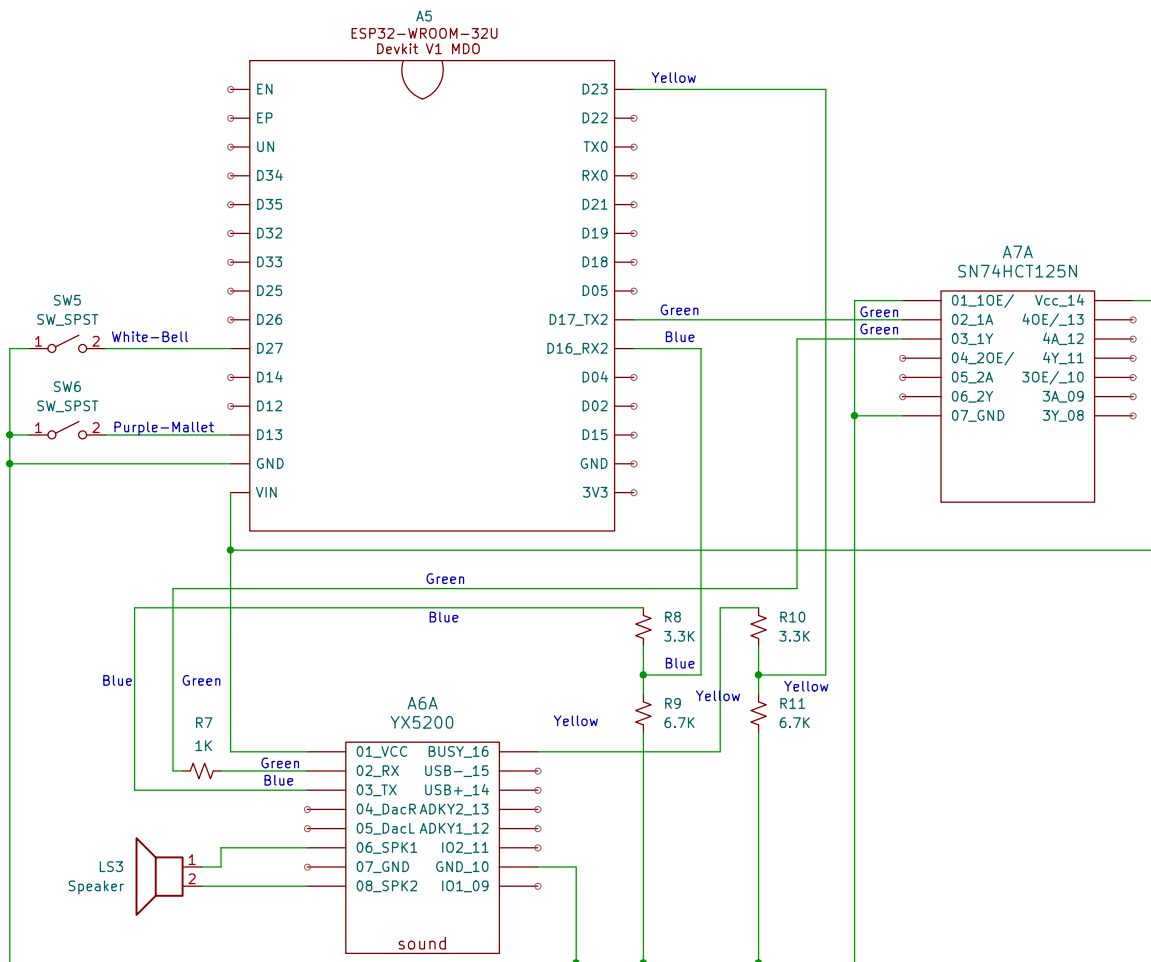 A5
ESP32-WROOM-32U
Devkit V1 MDO
EN
EP
UN
D34
D35
D32
D33
D25
D26
D27
D14
D12
D13
GND
VIN
D23
D22
TX0
RX0
D21
D19
D18
D05
D17_TX2
D16_RX2
D04
D02
D15
GND
3V3
Yellow
Green
Blue
SW5
SW_SPST
1 2
White-Bell
SW6
SW_SPST
1 2
Purple-Mallet
A7A
SN74HCT125N
Green
Green
01_1OE/ Vcc_14
02_1A 4OE/_13
03_1Y 4A_12
04_2OE/ 4Y_11
05_2A 3OE/_10
06_2Y 3A_09
07_GND 3Y_08
Green
Blue
Blue
Green
R8
3.3K
R10
3.3K
Blue
Yellow
Yellow
R9
6.7K
R11
6.7K
Yellow
R7
1K
Green
Blue
A6A
YX5200
01_VCC BUSY_16
02_RX USB-_15
03_TX USB+_14
04_DacR ADKY2_13
05_DacL ADKY1_12
06_SPK1 IO2_11
07_GND GND_10
08_SPK2 IO1_09
sound
LS3
Speaker
1
2